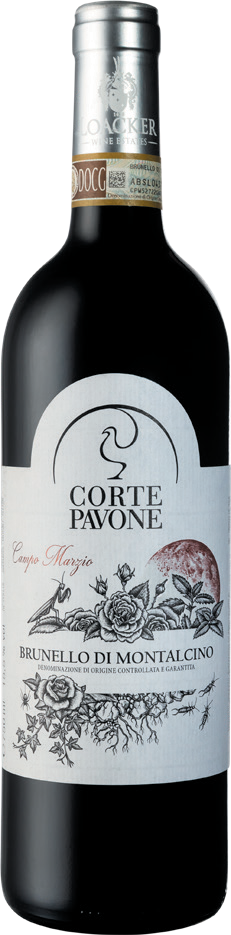 LOACKER
WINE ESTATES
DOCG
BRUNELLO DI
CORTE
PAVONE
Campo Marzio
BRUNELLO DI MONTALCINO
DENOMINAZIONE DI ORIGINE CONTROLLATA E GARANTITA